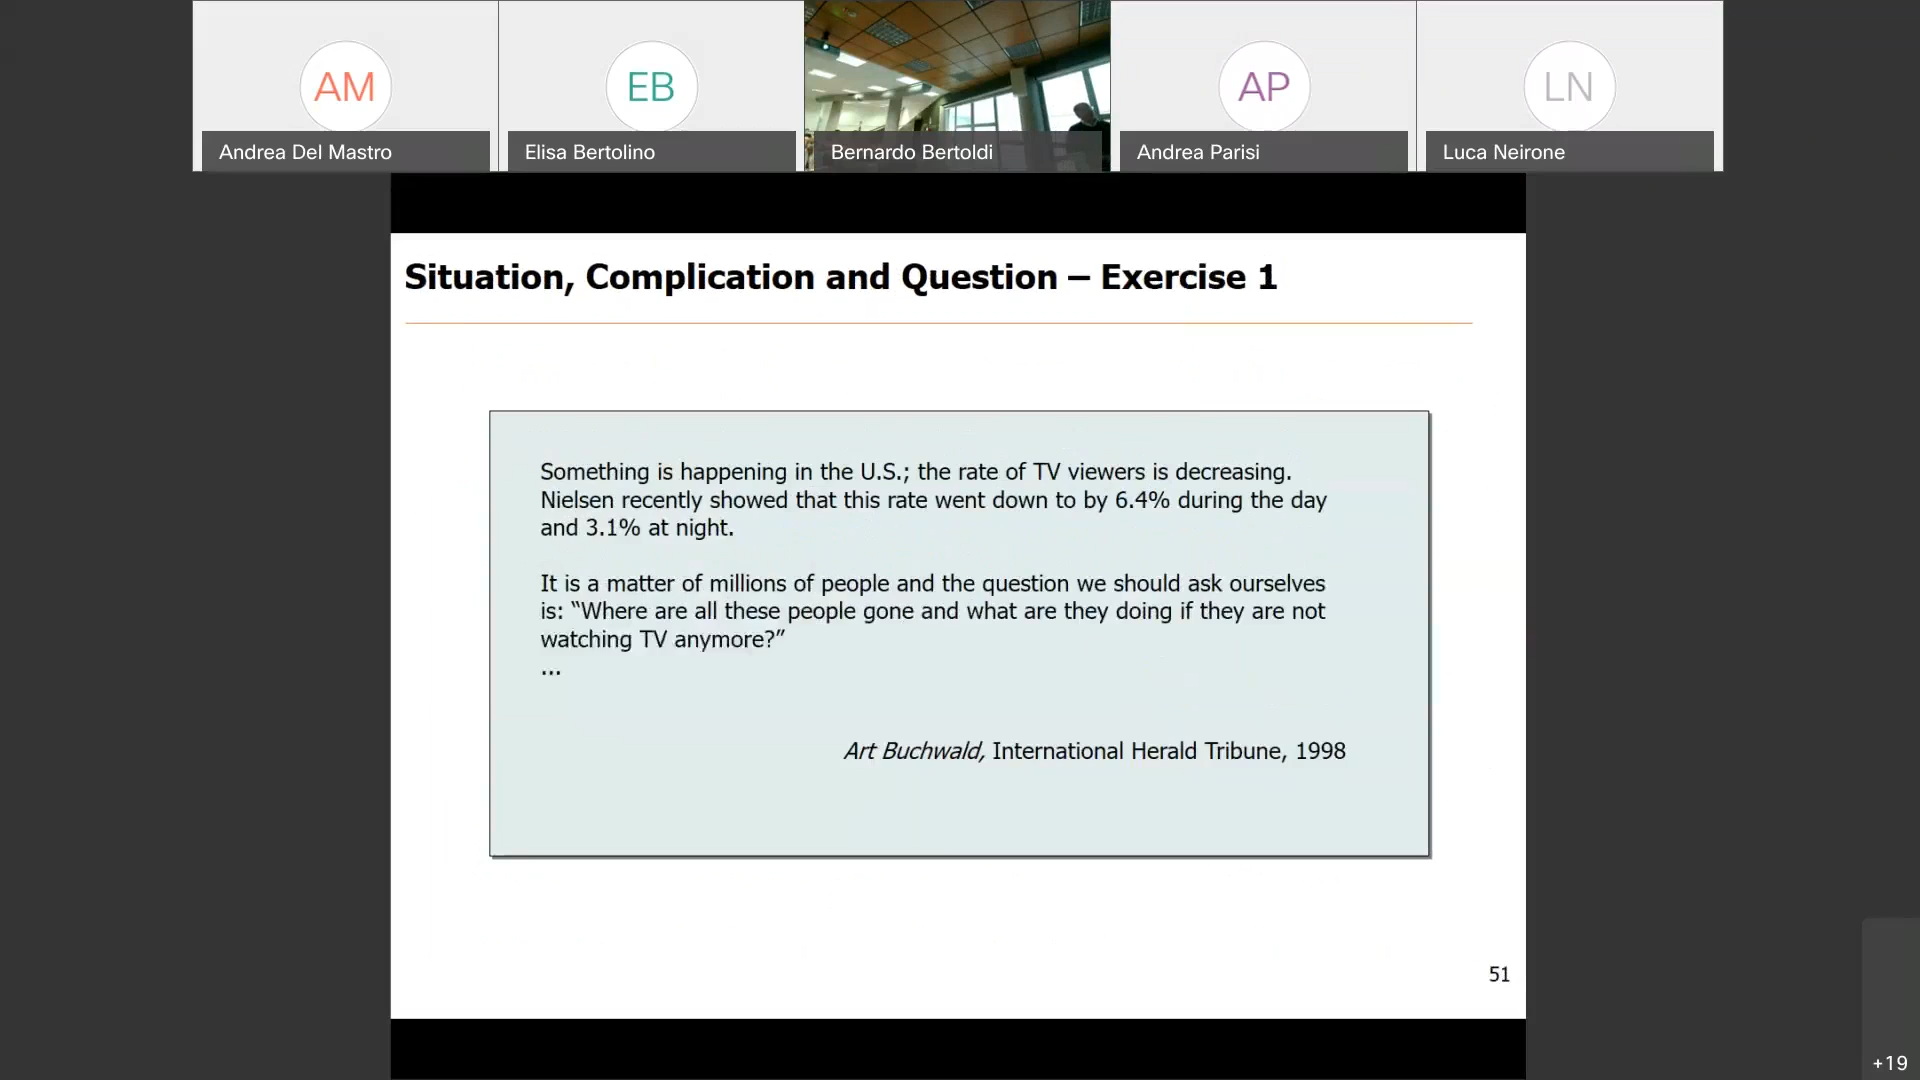 AM
EB
AP
LN
Andrea Del Mastro
Elisa Bertolino
Bernardo Bertoldi
Andrea Parisi
Luca Neirone
Situation, Complication and Question – Exercise 1
Something is happening in the U.S.; the rate of TV viewers is decreasing.
Nielsen recently showed that this rate went down to by 6.4% during the day
and 3.1% at night.
It is a matter of millions of people and the question we should ask ourselves
is: “Where are all these people gone and what are they doing if they are not
watching TV anymore?”
...
Art Buchwald, International Herald Tribune, 1998
51
+19